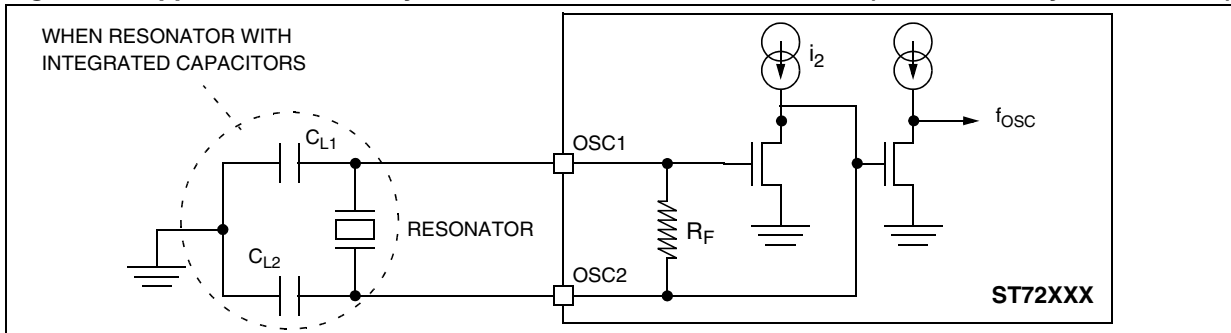 WHEN RESONATOR WITH
INTEGRATED CAPACITORS
CL1
CL2
RESONATOR
OSC1
OSC2
RF
i2
fOSC
ST72XXX